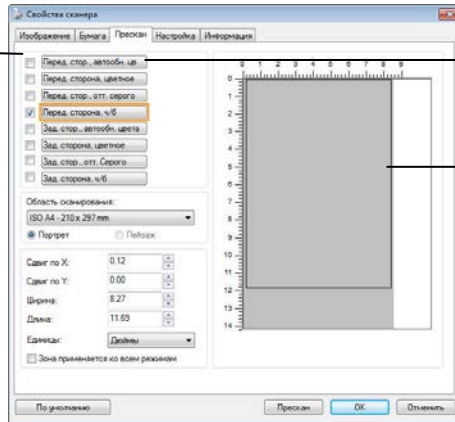 Свойства сканера
Изображение Бумага Прескан Настройка Информация
Перед. стор., автообн. цв
Перед. сторона, цветное
Перед. стор., отт. серого
Перед. сторона, ч/б
Зад. стор., автообн. цвета
Зад. сторона, цветное
Зад. стор., отт. Серого
Зад. сторона, ч/б
Область сканирования:
ISO A4 - 210 x 297 mm
Портрет Пейзаж
Сдвиг по X: 0.12
Сдвиг по Y: 0.00
Ширина: 8.27
Длина: 11.69
Единицы: Дюймы
Зона применяется ко всем режимам
0 1 2 3 4 5 6 7 8 9
0
1
2
3
4
5
6
7
8
9
10
11
12
13
14
По умолчанию Прескан OK Отменить